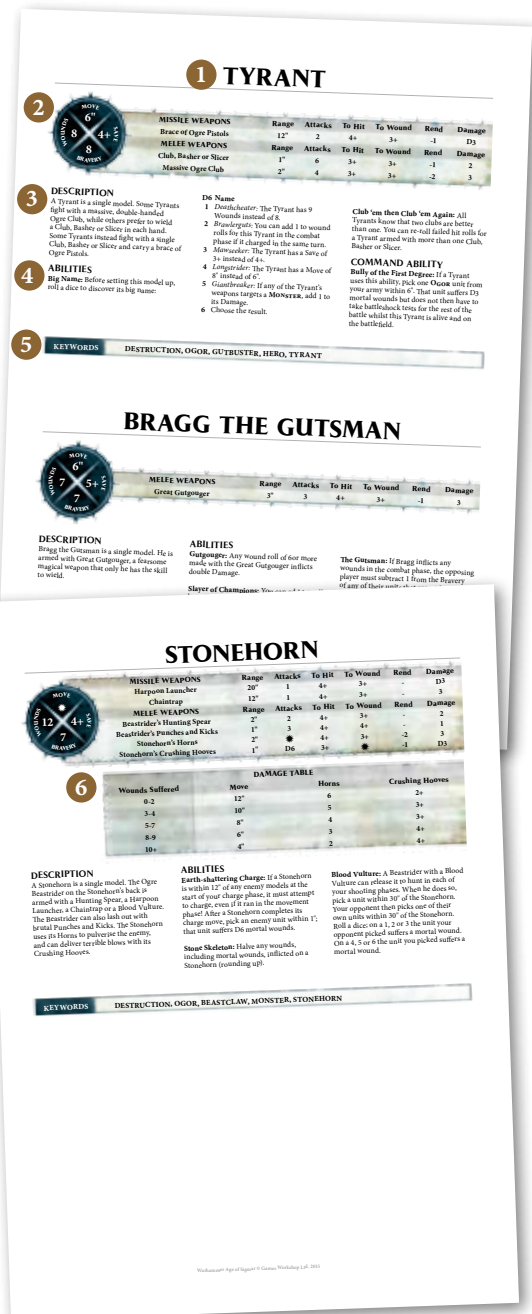 1 TYRANT
2
MOVE
6"
WOUNDS 8 4+ SAVE
8
BRAVERY
MISSILE WEAPONS Range Attacks To Hit To Wound Rend Damage
Brace of Ogre Pistols 12" 2 4+ 3+ -1 D3
MELEE WEAPONS Range Attacks To Hit To Wound Rend Damage
Club, Basher or Slicer 1" 6 3+ 3+ -1 2
Massive Ogre Club 2" 4 3+ 3+ -2 3
3
DESCRIPTION
A Tyrant is a single model. Some Tyrants
fight with a massive, double-handed
Ogre Club, while others prefer to wield
a Club, Basher or Slicer in each hand.
Some Tyrants instead fight with a single
Club, Basher or Slicer and carry a brace of
Ogre Pistols.
4
ABILITIES
Big Name: Before setting this model up,
roll a dice to discover its big name:
D6 Name
1 Deathcheater: The Tyrant has 9
Wounds instead of 8.
2 Brawlerguts: You can add 1 to wound
rolls for this Tyrant in the combat
phase if it charged in the same turn.
3 Mawseeker: The Tyrant has a Save of
3+ instead of 4+.
4 Longstrider: The Tyrant has a Move of
8" instead of 6".
5 Giantbreaker: If any of the Tyrant's
weapons targets a MONSTER, add 1 to
its Damage.
6 Choose the result.
Club 'em then Club 'em Again: All
Tyrants know that two clubs are better
than one. You can re-roll failed hit rolls for
a Tyrant armed with more than one Club,
Basher or Slicer.
COMMAND ABILITY
Bully of the First Degree: If a Tyrant
uses this ability, pick one OGOR unit from
your army within 6". That unit suffers D3
mortal wounds but does not then have to
take battleshock tests for the rest of the
battle whilst this Tyrant is alive and on
the battlefield.
5
KEYWORDS DESTRUCTION, OGOR, GUTBUSTER, HERO, TYRANT
BRAGG THE GUTSMAN
MOVE
6"
WOUNDS 7 5+ SAVE
7
BRAVERY
MELEE WEAPONS Range Attacks To Hit To Wound Rend Damage
Great Gutgouger 3" 3 4+ 3+ -1 3
DESCRIPTION
Bragg the Gutsman is a single model. He is
armed with Great Gutgouger, a fearsome
magical weapon that only he has the skill
to wield.
ABILITIES
Gutgouger: Any wound roll of 6or more
made with the Great Gutgouger inflicts
double Damage.
Slayer of Champions: You can add
The Gutsman: If Bragg inflicts any
wounds in the combat phase, the opposing
player must subtract 1 from the Bravery
of any of their units that
STONEHORN
MOVE
✹
WOUNDS 12 4+ SAVE
7
BRAVERY
MISSILE WEAPONS Range Attacks To Hit To Wound Rend Damage
Harpoon Launcher 20" 1 4+ 3+ - D3
Chaintrap 12" 1 4+ 3+ - 3
MELEE WEAPONS Range Attacks To Hit To Wound Rend Damage
Beastrider's Hunting Spear 2" 2 4+ 3+ - 2
Beastrider's Punches and Kicks 1" 3 4+ 4+ - 1
Stonehorn's Horns 2" ✹ 4+ 3+ -2 3
Stonehorn's Crushing Hooves 1" D6 3+ ✹ -1 D3
6
DAMAGE TABLE
Wounds Suffered Move Horns Crushing Hooves
0-2 12" 6 2+
3-4 10" 5 3+
5-7 8" 4 3+
8-9 6" 3 4+
10+ 4" 2 4+
DESCRIPTION
A Stonehorn is a single model. The Ogre
Beastrider on the Stonehorn's back is
armed with a Hunting Spear, a Harpoon
Launcher, a Chaintrap or a Blood Vulture.
The Beastrider can also lash out with
brutal Punches and Kicks. The Stonehorn
uses its Horns to pulverise the enemy,
and can deliver terrible blows with its
Crushing Hooves.
ABILITIES
Earth-shattering Charge: If a Stonehorn
is within 12" of any enemy models at the
start of your charge phase, it must attempt
to charge, even if it ran in the movement
phase! After a Stonehorn completes its
charge move, pick an enemy unit within 1";
that unit suffers D6 mortal wounds.
Stone Skeleton: Halve any wounds,
including mortal wounds, inflicted on a
Stonehorn (rounding up).
Blood Vulture: A Beastrider with a Blood
Vulture can release it to hunt in each of
your shooting phases. When he does so,
pick a unit within 30" of the Stonehorn.
Your opponent then picks one of their
own units within 30" of the Stonehorn.
Roll a dice; on a 1, 2 or 3 the unit your
opponent picked suffers a mortal wound.
On a 4, 5 or 6 the unit you picked suffers a
mortal wound.
KEYWORDS DESTRUCTION, OGOR, BEASTCLAW, MONSTER, STONEHORN
Warhammer: Age of Sigmar © Games Workshop Ltd. 2015